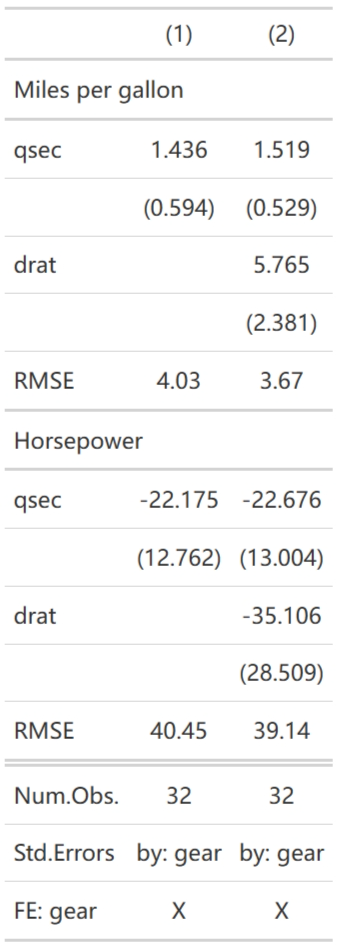 (1) (2)
Miles per gallon
qsec 1.436 1.519
(0.594) (0.529)
drat 5.765
(2.381)
RMSE 4.03 3.67
Horsepower
qsec -22.175 -22.676
(12.762) (13.004)
drat -35.106
(28.509)
RMSE 40.45 39.14
Num.Obs. 32 32
Std.Errors by: gear by: gear
FE: gear X X